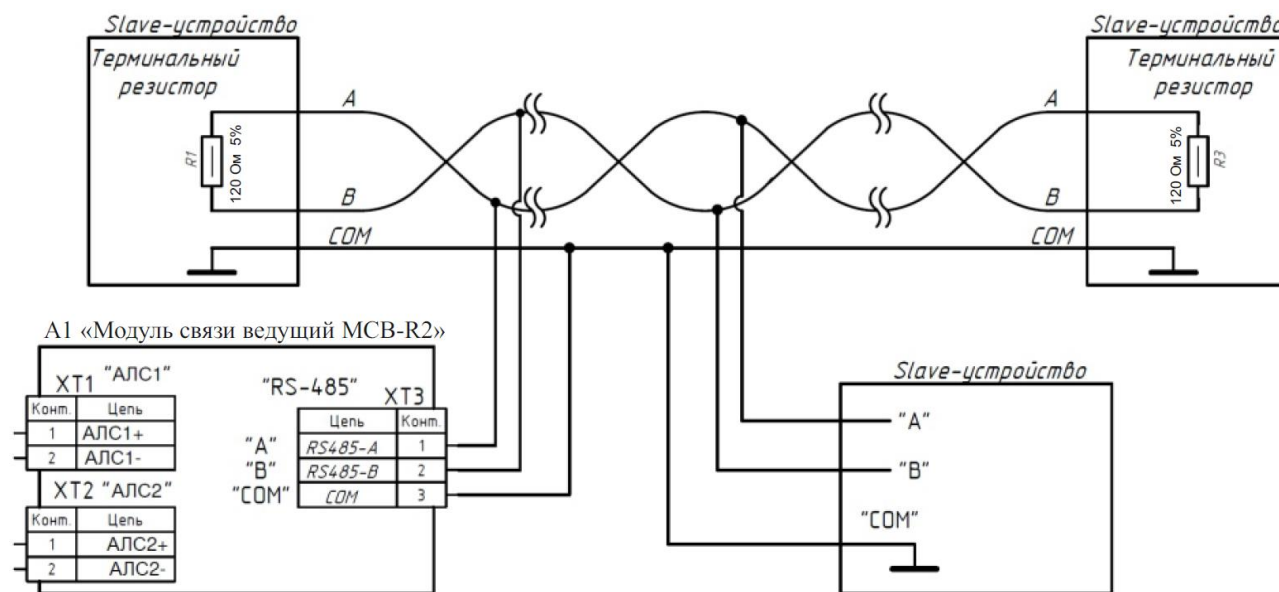 Slave-устройство
Терминальный
резистор
A
R1
120 Ом 5%
B
COM
Slave-устройство
Терминальный
резистор
A
R3
120 Ом 5%
B
COM
А1 «Модуль связи ведущий МСВ-R2»
XT1 "АЛС1"
Конт. Цепь
1 АЛС1+
2 АЛС1-
XT2 "АЛС2"
Конт. Цепь
1 АЛС2+
2 АЛС2-
"RS-485" XT3
Цепь Конт.
"A" RS485-A 1
"B" RS485-B 2
"COM" COM 3
Slave-устройство
"A"
"B"
"COM"